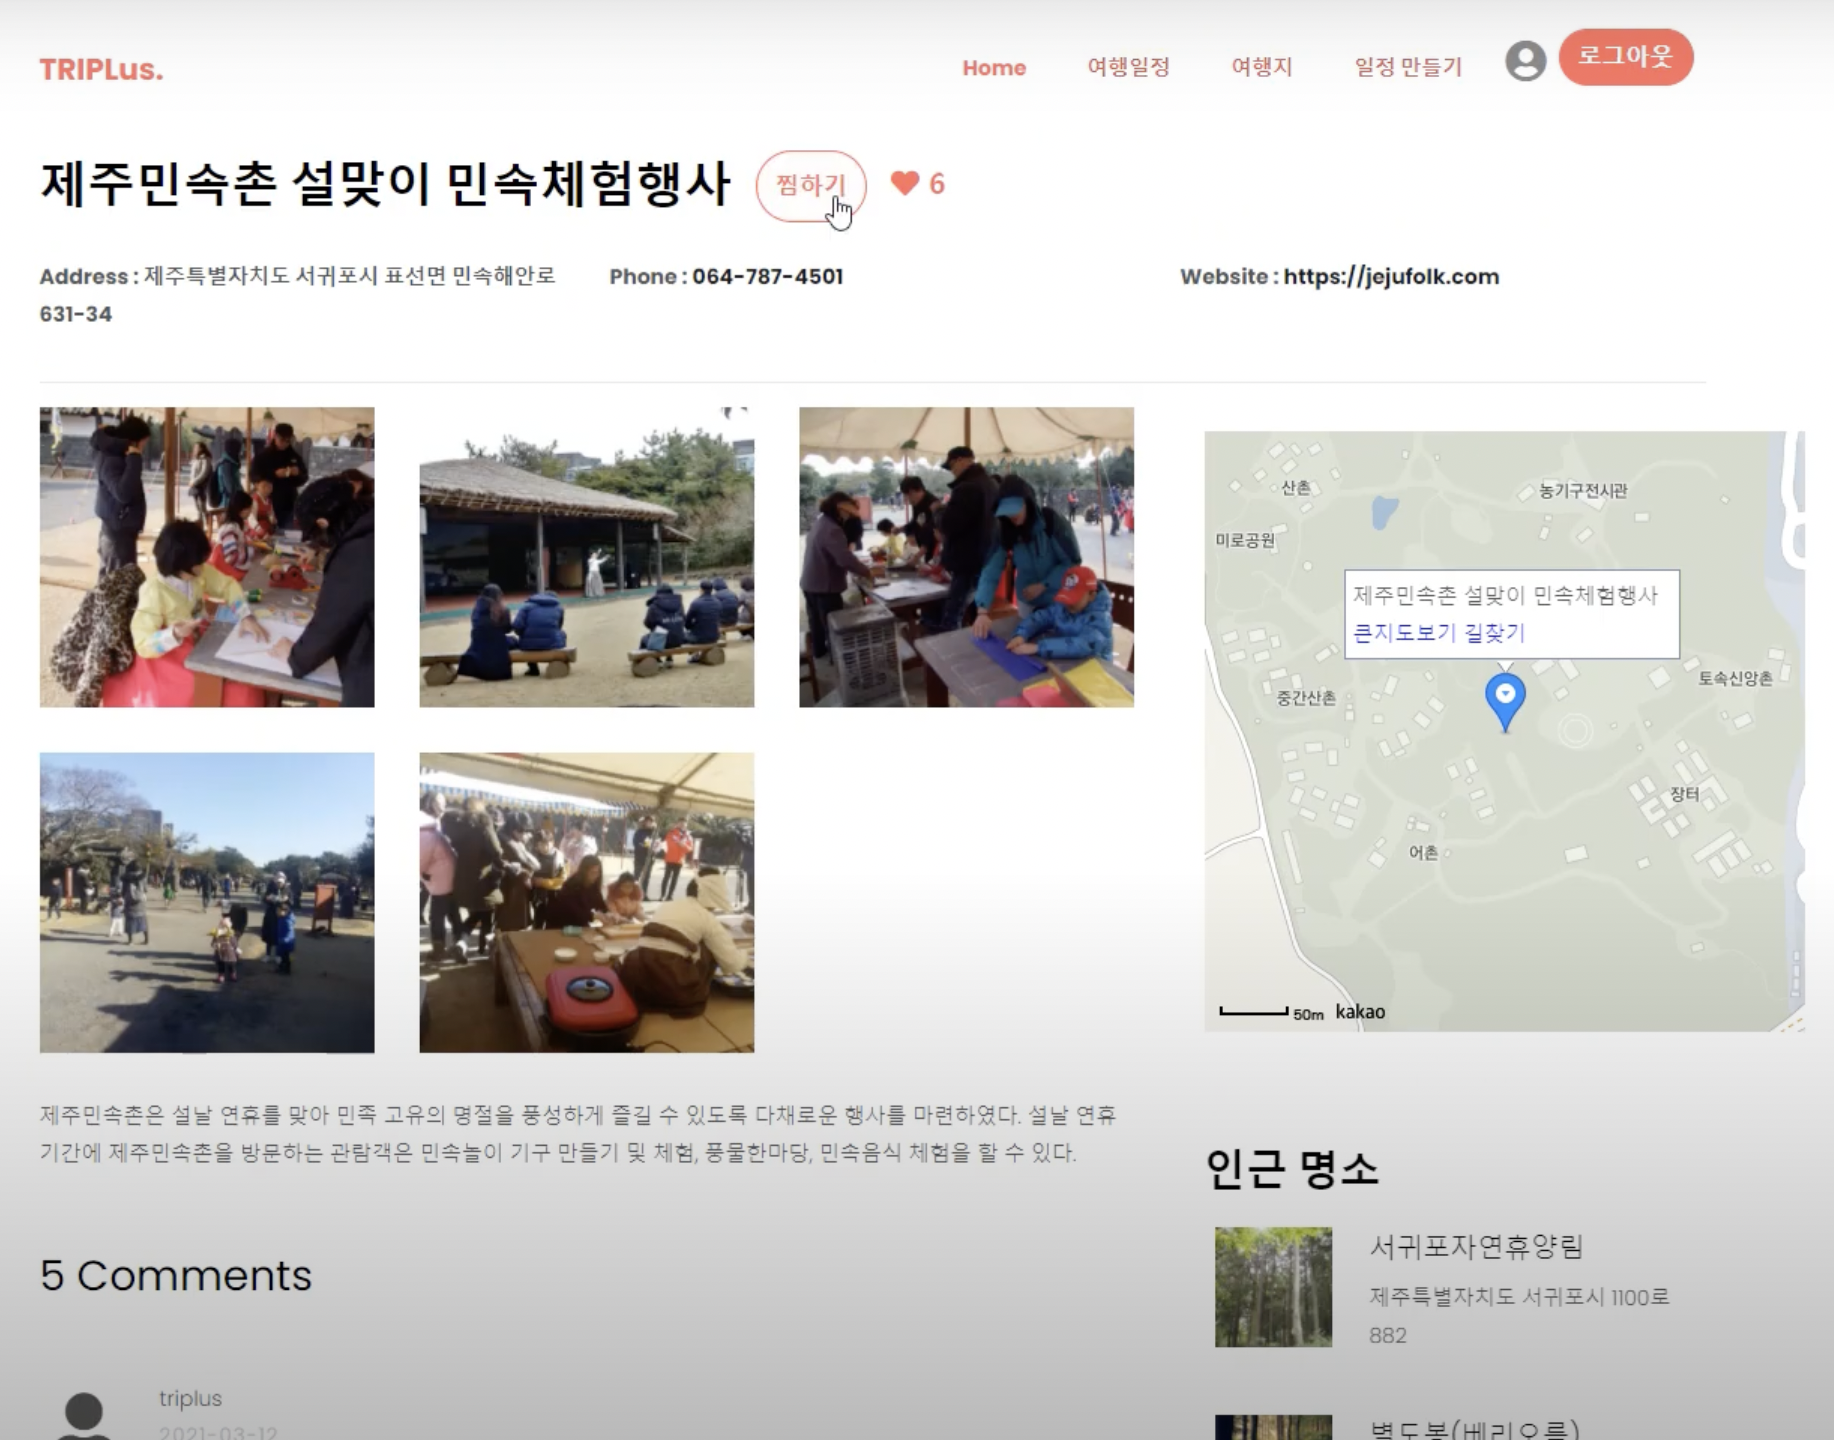 TRIPLus.
Home 여행일정 여행지 일정 만들기 로그아웃
제주민속촌 설맞이 민속체험행사 찜하기 6
Address : 제주특별자치도 서귀포시 표선면 민속해안로
631-34
Phone : 064-787-4501
Website : https://jejufolk.com
산촌
농기구전시관
미로공원
제주민속촌 설맞이 민속체험행사
큰지도보기 길찾기
토속신앙촌
중간산촌
장터
어촌
50m kakao
제주민속촌은 설날 연휴를 맞아 민족 고유의 명절을 풍성하게 즐길 수 있도록 다채로운 행사를 마련하였다. 설날 연휴
기간에 제주민속촌을 방문하는 관람객은 민속놀이 기구 만들기 및 체험, 풍물한마당, 민속음식 체험을 할 수 있다.
인근 명소
서귀포자연휴양림
제주특별자치도 서귀포시 1100로
882
별도봉(베리오름)
5 Comments
triplus
2021-03-12